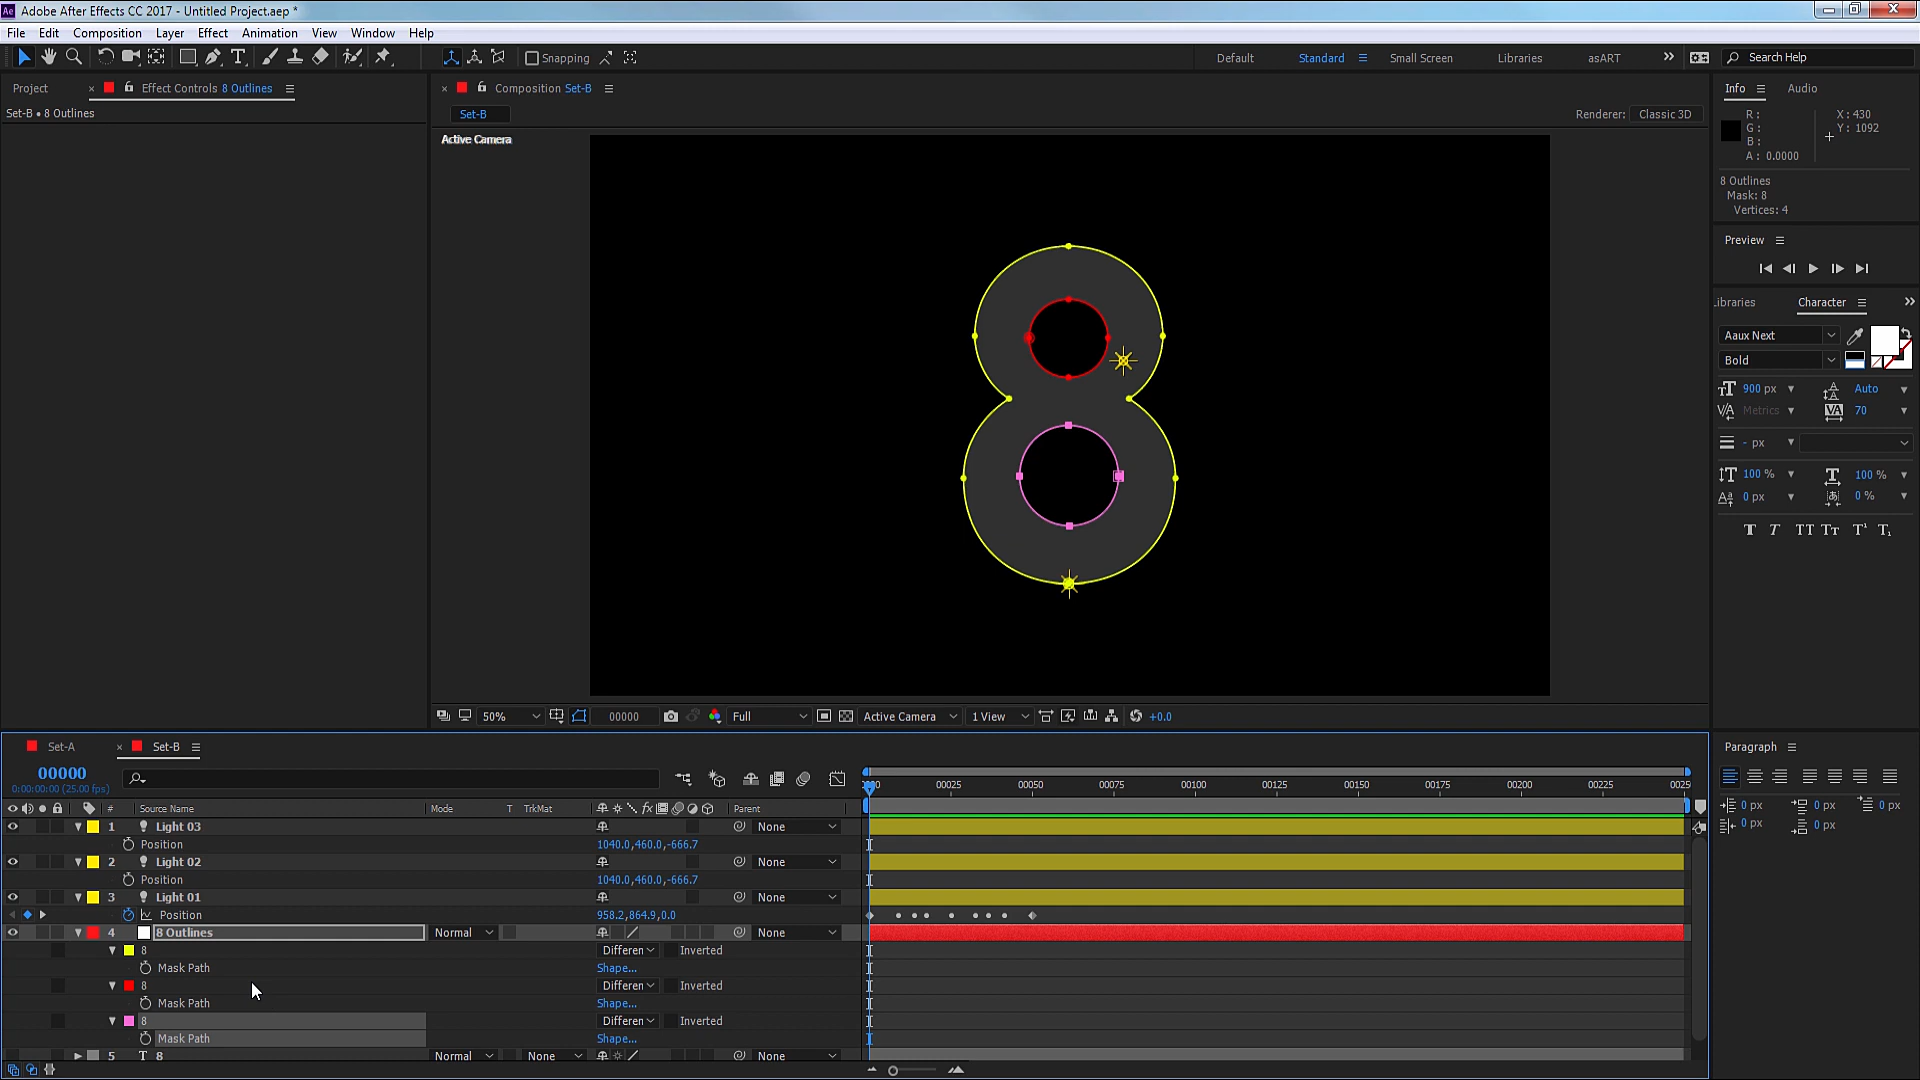 Adobe After Effects CC 2017 - Untitled Project.aep *
File Edit Composition Layer Effect Animation View Window Help
Snapping Default Standard Small Screen Libraries asART Search Help
Project Effect Controls 8 Outlines
Set-B • 8 Outlines
Composition Set-B
Set-B
Renderer: Classic 3D
Active Camera
Info Audio
R: X: 430
G: Y: 1092
B:
A: 0.0000
8 Outlines
Mask: 8
Vertices: 4
Preview
Libraries Character
Aaux Next
Bold
900 px Auto
Metrics 70
- px
100 % 100 %
0 px 0 %
50% 00000 Full Active Camera 1 View +0.0
Set-A Set-B
00000
0:00:00:00 (25.00 fps)
00025 00050 00075 00100 00125 00150 00175 00200 00225
# Source Name Mode T TrkMat fx Parent
1 Light 03 None
Position 1040.0,460.0,-666.7
2 Light 02 None
Position 1040.0,460.0,-666.7
3 Light 01 None
Position 958.2,864.9,0.0
4 8 Outlines Normal None
8 Differen Inverted
Mask Path Shape...
8 Differen Inverted
Mask Path Shape...
8 Differen Inverted
Mask Path Shape...
5 T 8 Normal None None
Paragraph
0 px 0 px 0 px
0 px 0 px